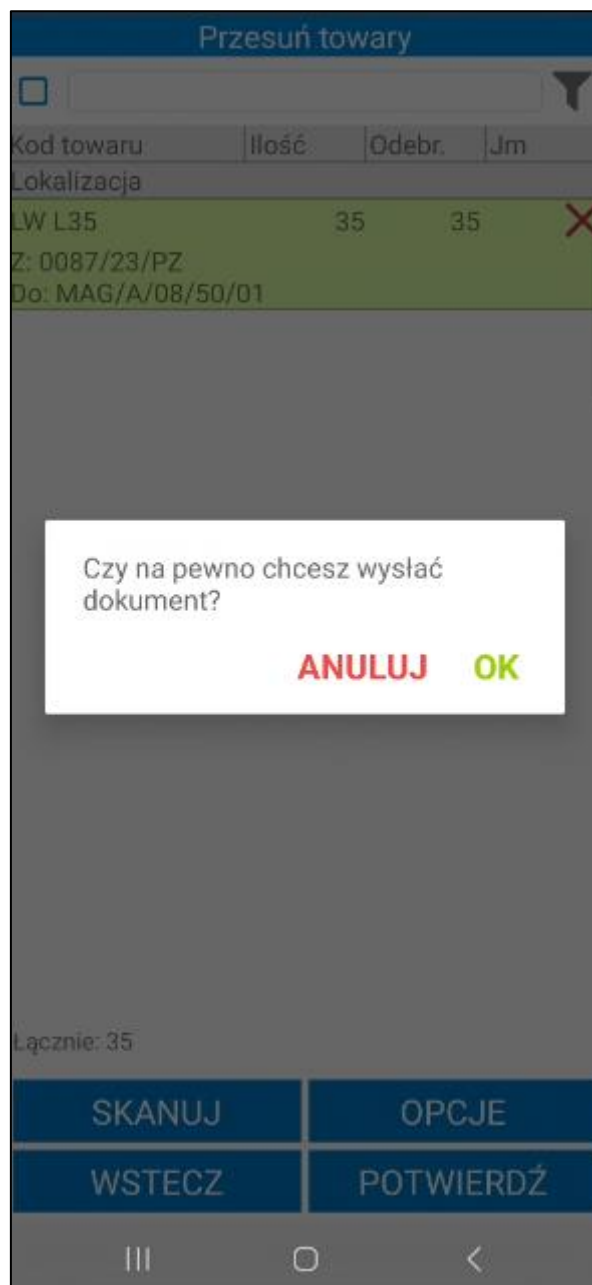 Przesuń towary
Kod towaru Ilość Odebr. Jm
Lokalizacja
LW L35 35 35
Z: 0087/23/PZ
Do: MAG/A/08/50/01
Czy na pewno chcesz wysłać
dokument?
ANULUJ OK
Łącznie: 35
SKANUJ OPCJE
WSTECZ POTWIERDŹ